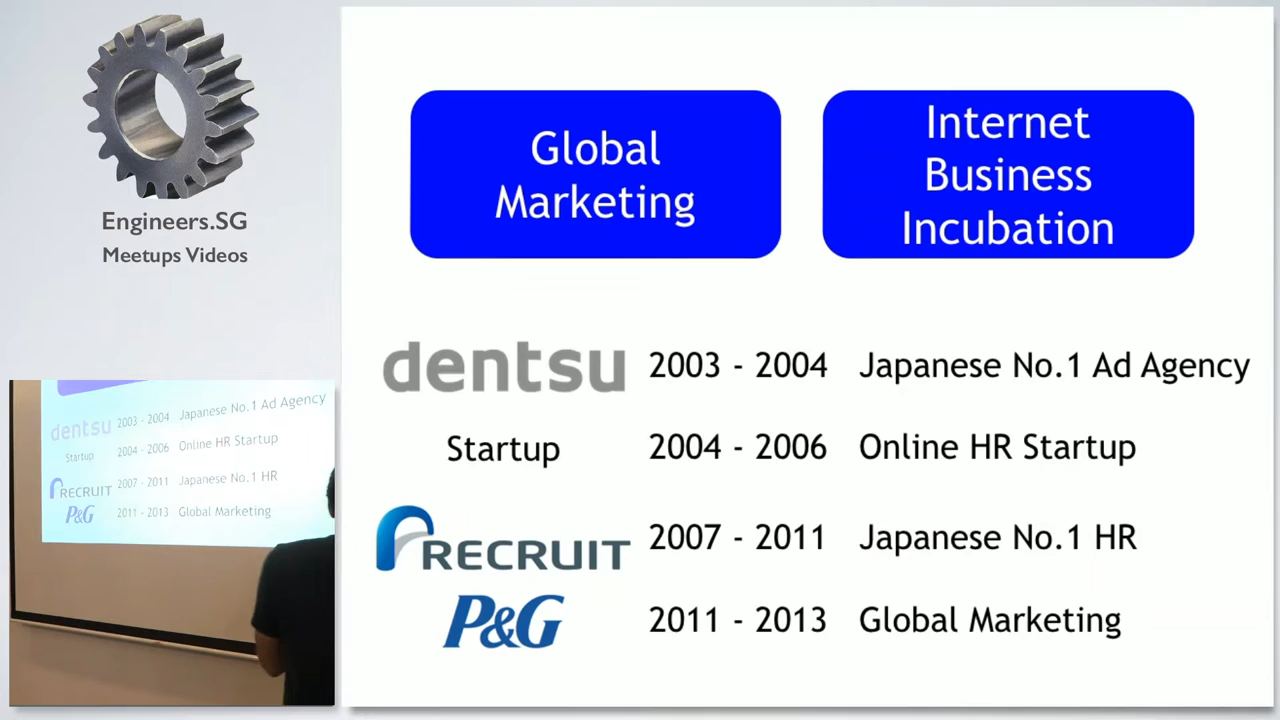 Engineers.SG
Meetups Videos
Global
Marketing
Internet
Business
Incubation
dentsu 2003 - 2004 Japanese No.1 Ad Agency
Startup 2004 - 2006 Online HR Startup
RECRUIT 2007 - 2011 Japanese No.1 HR
P&G 2011 - 2013 Global Marketing
dentsu 2003 - 2004 Japanese No.1 Ad Agency
Startup 2004 - 2006 Online HR Startup
RECRUIT 2007 - 2011 Japanese No.1 HR
P&G 2011 - 2013 Global Marketing